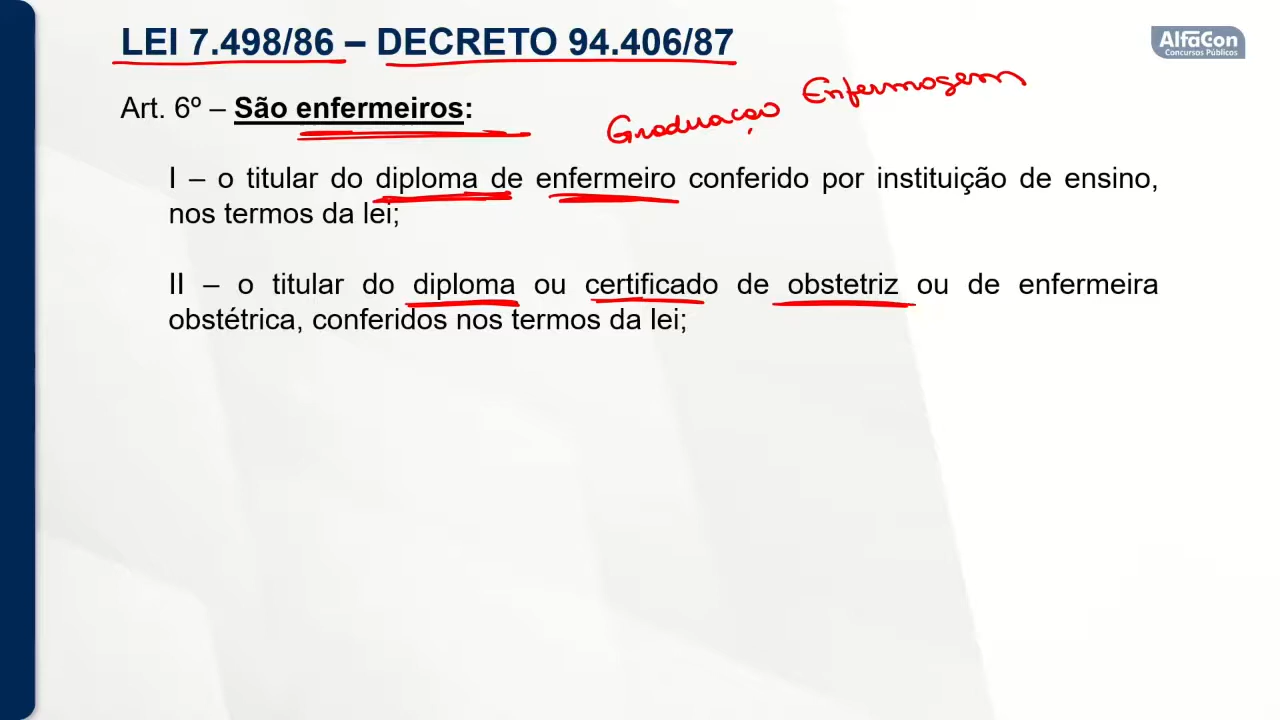 LEI 7.498/86 – DECRETO 94.406/87
AlfaCon
Concursos Públicos
Art. 6º – São enfermeiros:
Graduação Enfermagem
I – o titular do diploma de enfermeiro conferido por instituição de ensino,
nos termos da lei;
II – o titular do diploma ou certificado de obstetriz ou de enfermeira
obstétrica, conferidos nos termos da lei;